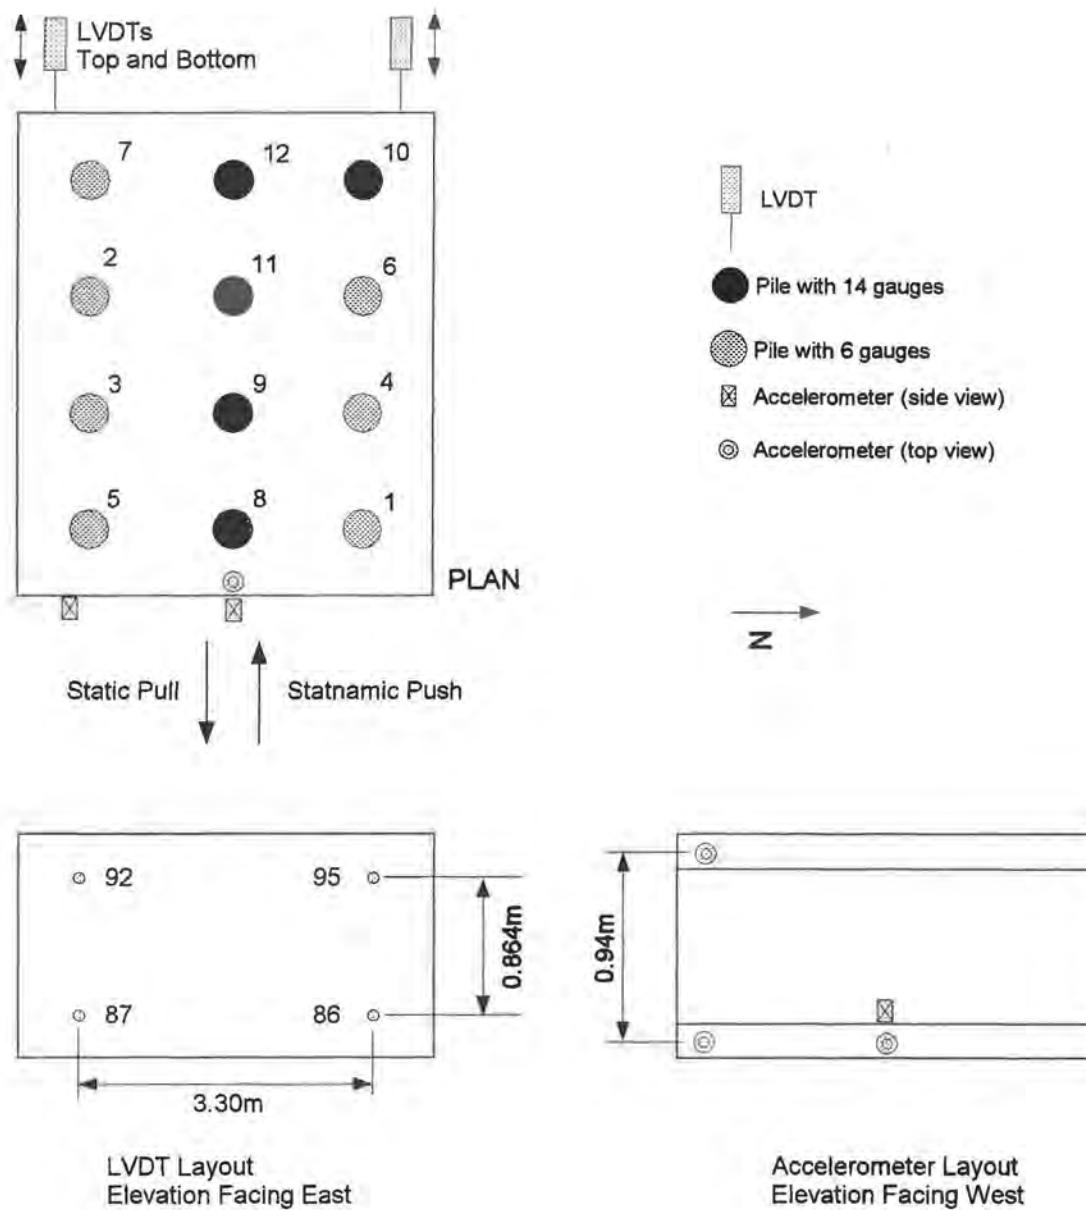 LVDTs
Top and Bottom
7
12
10
2
11
6
3
9
4
5
8
1
PLAN
Static Pull
Statnamic Push
LVDT
Pile with 14 gauges
Pile with 6 gauges
Accelerometer (side view)
Accelerometer (top view)
N
92
95
87
86
0.864m
3.30m
LVDT Layout
Elevation Facing East
0.94m
Accelerometer Layout
Elevation Facing West